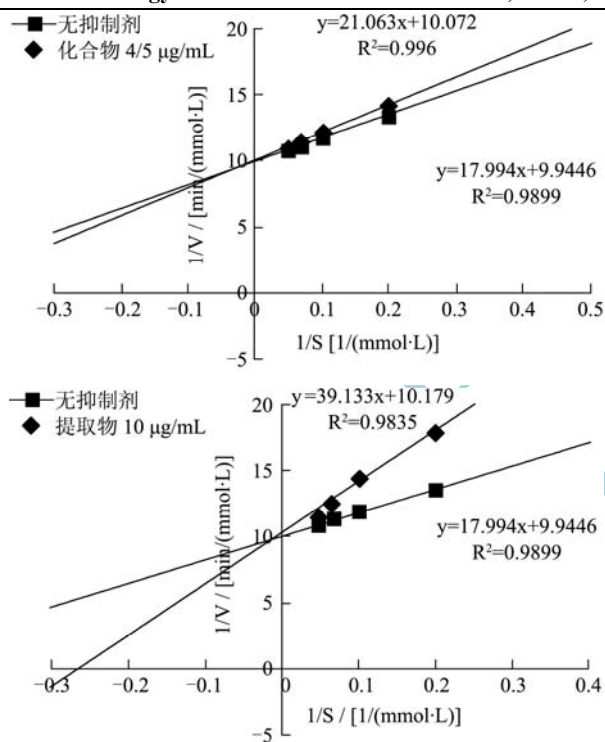 无抑制剂
化合物 4/5 μg/mL
y=21.063x+10.072
R²=0.996
y=17.994x+9.9446
R²=0.9899
20
15
10
5
0
−5
−0.3 −0.2 −0.1 0 0.1 0.2 0.3 0.4 0.5
1/V / [min/(mmol·L)]
1/S [1/(mmol·L)]
无抑制剂
提取物 10 μg/mL
y=39.133x+10.179
R²=0.9835
y=17.994x+9.9446
R²=0.9899
20
15
10
5
0
−5
−0.3 −0.2 −0.1 0 0.1 0.2 0.3 0.4
1/V / [min/(mmol·L)]
1/S / [1/(mmol·L)]